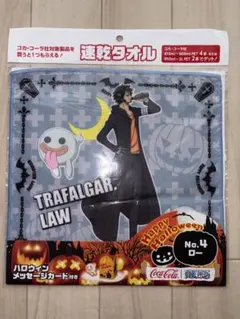 コカ・コーラ社対象製品を
買うと1つもらえる!
速乾タオル
TRAFALGAR.
LAW
Happy
Halloween!
No.4
ロー
ハロウィン
メッセージカード付き
Coca-Cola